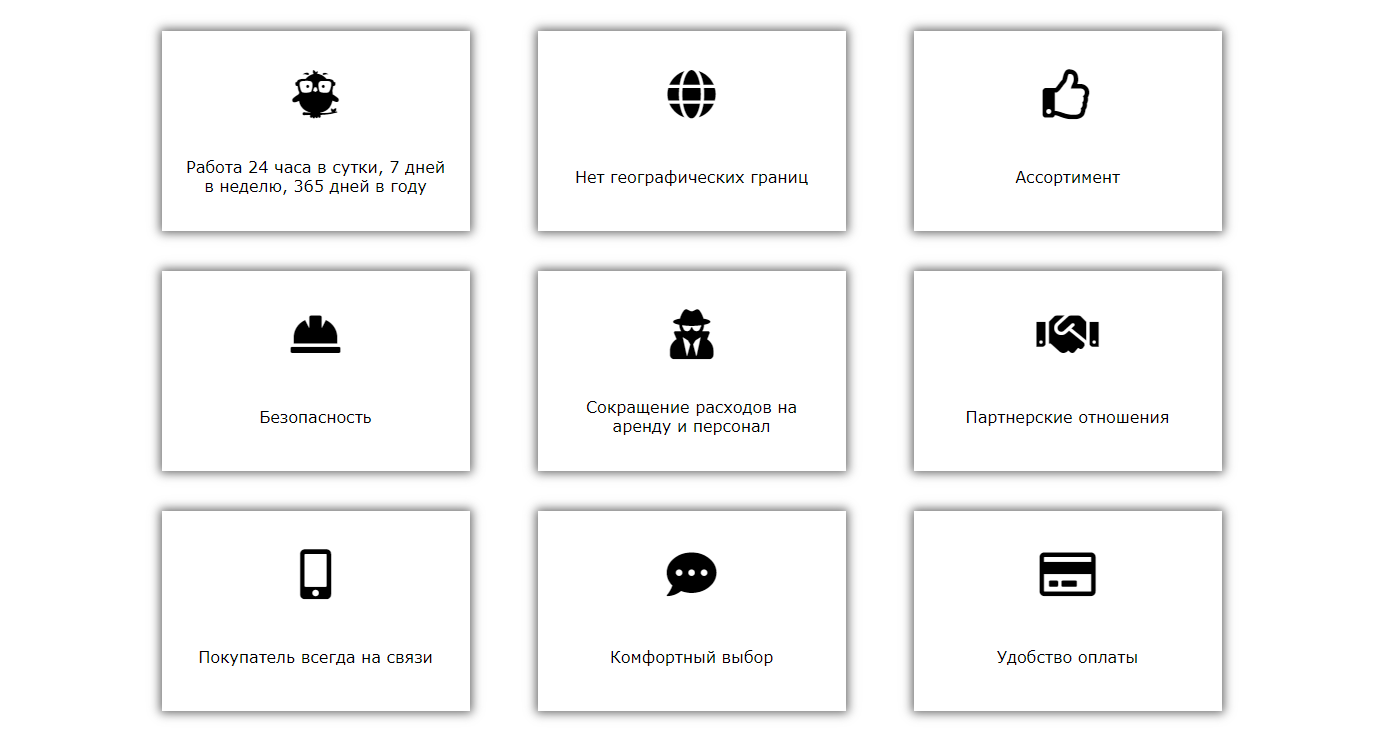 Работа 24 часа в сутки, 7 дней
в неделю, 365 дней в году
Нет географических границ
Ассортимент
Безопасность
Сокращение расходов на
аренду и персонал
Партнерские отношения
Покупатель всегда на связи
Комфортный выбор
Удобство оплаты